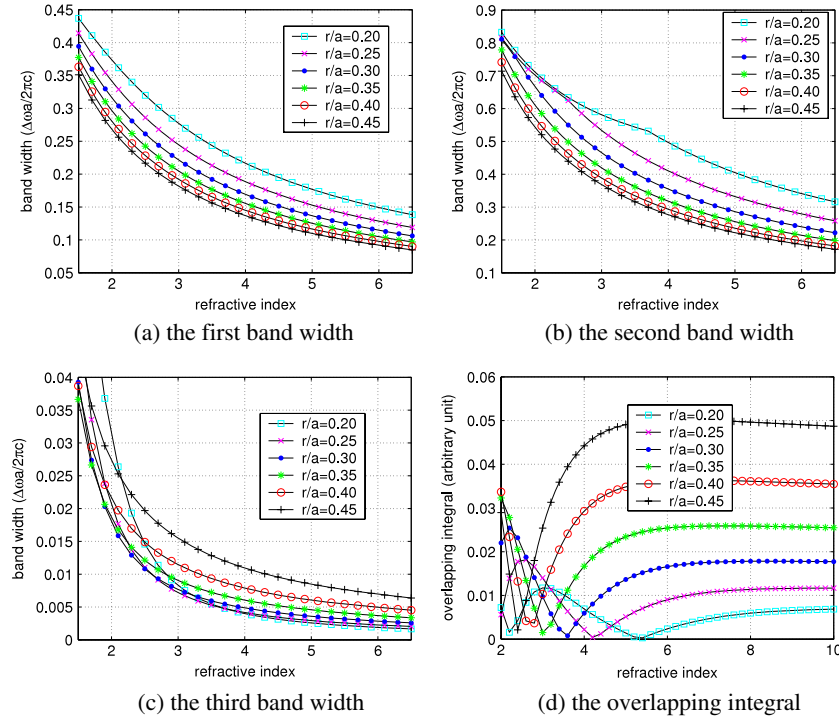 0.45
0.4
0.35
0.3
0.25
0.2
0.15
0.1
0.05
band width (Δωa/2πc)
r/a=0.20
r/a=0.25
r/a=0.30
r/a=0.35
r/a=0.40
r/a=0.45
2 3 4 5 6
refractive index
(a) the first band width
0.9
0.8
0.7
0.6
0.5
0.4
0.3
0.2
0.1
band width (Δωa/2πc)
r/a=0.20
r/a=0.25
r/a=0.30
r/a=0.35
r/a=0.40
r/a=0.45
2 3 4 5 6
refractive index
(b) the second band width
0.04
0.035
0.03
0.025
0.02
0.015
0.01
0.005
0
band width (Δωa/2πc)
r/a=0.20
r/a=0.25
r/a=0.30
r/a=0.35
r/a=0.40
r/a=0.45
2 3 4 5 6
refractive index
(c) the third band width
0.06
0.05
0.04
0.03
0.02
0.01
0
overlapping integral (arbitrary unit)
r/a=0.20
r/a=0.25
r/a=0.30
r/a=0.35
r/a=0.40
r/a=0.45
2 3 4 5 6 7 8 9 10
refractive index
(d) the overlapping integral